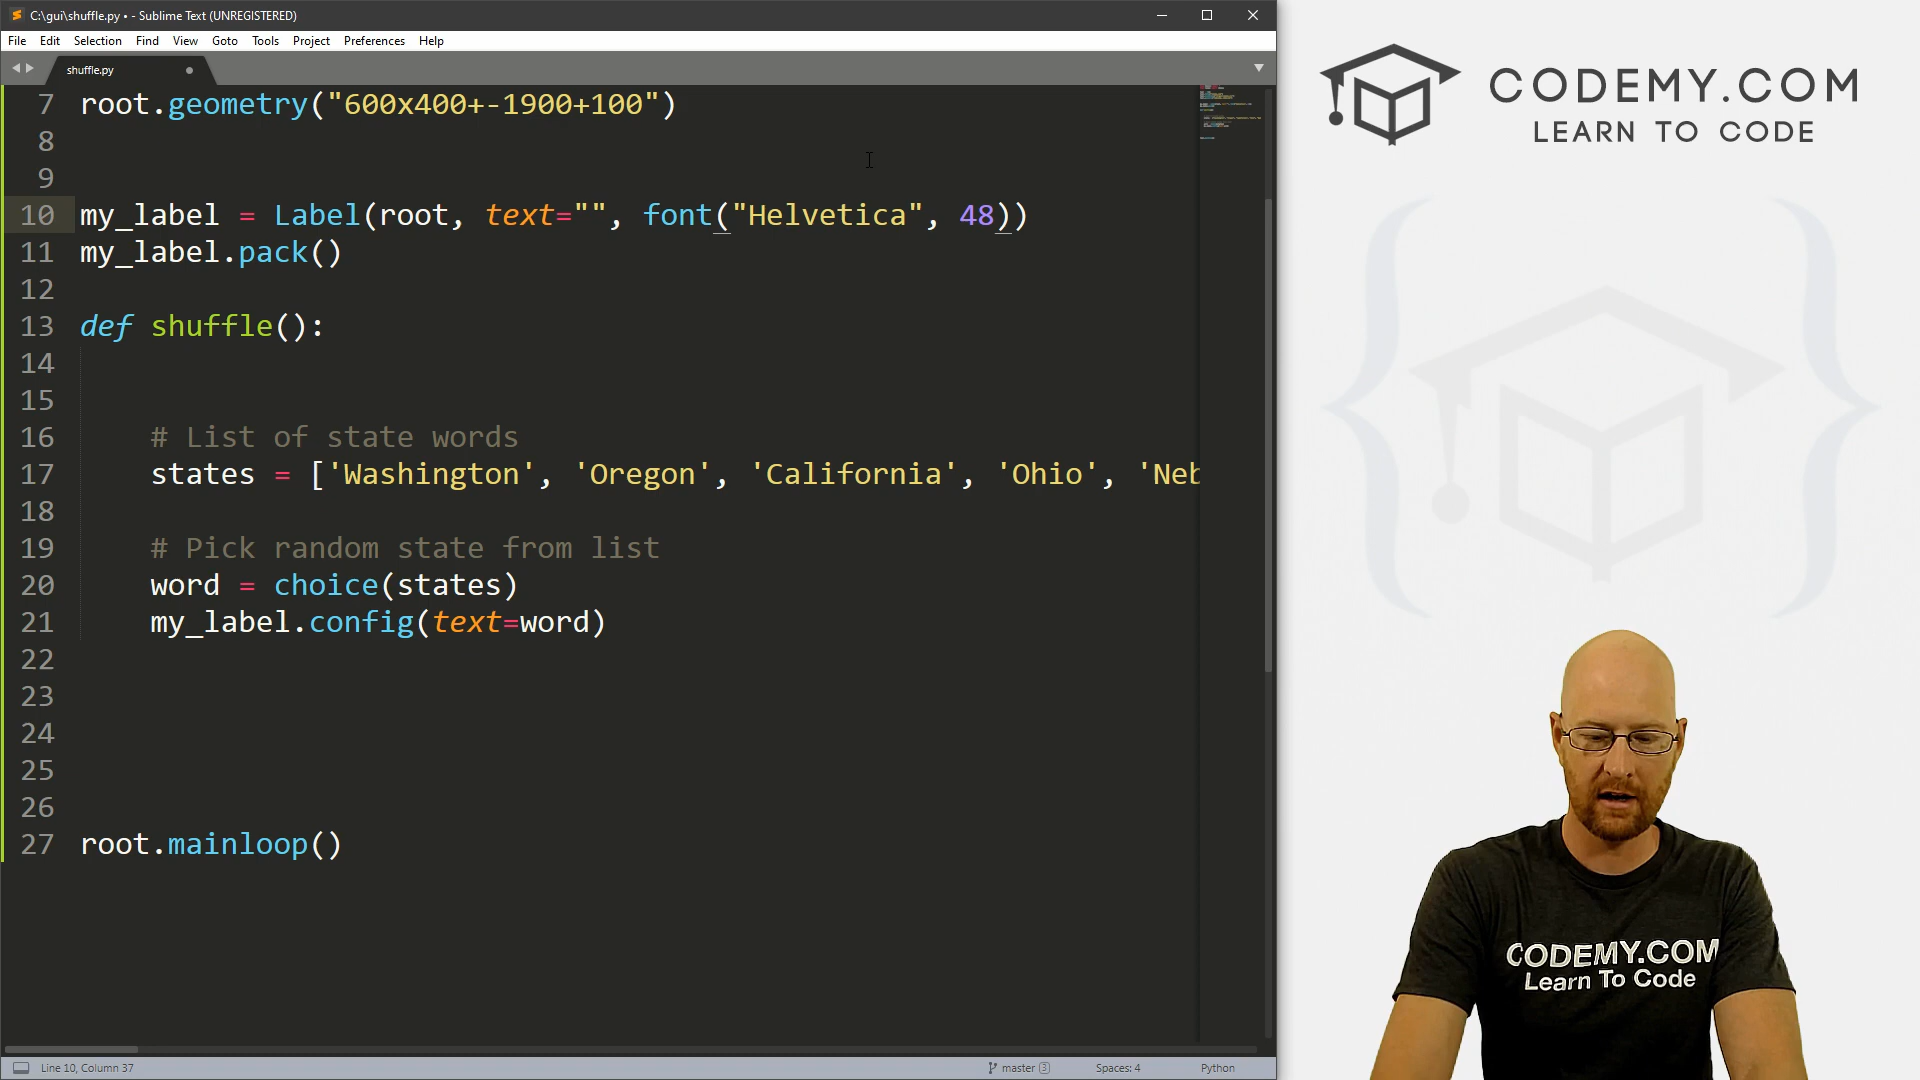 C:\gui\shuffle.py • - Sublime Text (UNREGISTERED)
File Edit Selection Find View Goto Tools Project Preferences Help
shuffle.py
7 root.geometry("600x400+-1900+100")
8
9
10 my_label = Label(root, text="", font("Helvetica", 48))
11 my_label.pack()
12
13 def shuffle():
14
15
16 # List of state words
17 states = ['Washington', 'Oregon', 'California', 'Ohio', 'Neb
18
19 # Pick random state from list
20 word = choice(states)
21 my_label.config(text=word)
22
23
24
25
26
27 root.mainloop()
Line 10, Column 37
master 3
Spaces: 4
Python
CODEMY.COM
LEARN TO CODE
CODEMY.COM
Learn To Code